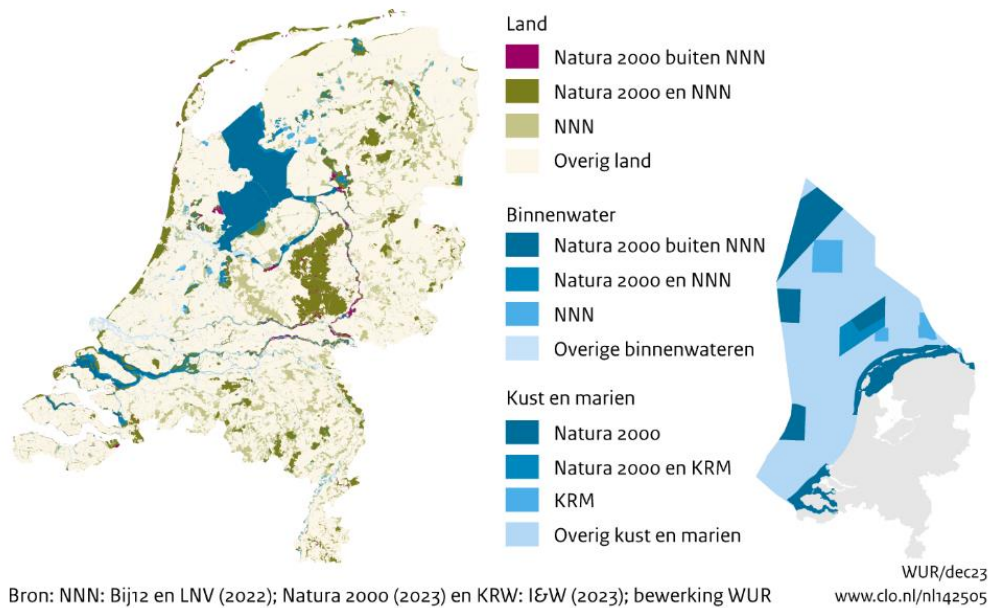 Land
Natura 2000 buiten NNN
Natura 2000 en NNN
NNN
Overig land
Binnenwater
Natura 2000 buiten NNN
Natura 2000 en NNN
NNN
Overige binnenwateren
Kust en marien
Natura 2000
Natura 2000 en KRM
KRM
Overig kust en marien
WUR/dec23
Bron: NNN: Bij12 en LNV (2022); Natura 2000 (2023) en KRW: I&W (2023); bewerking WUR
www.clo.nl/nl142505